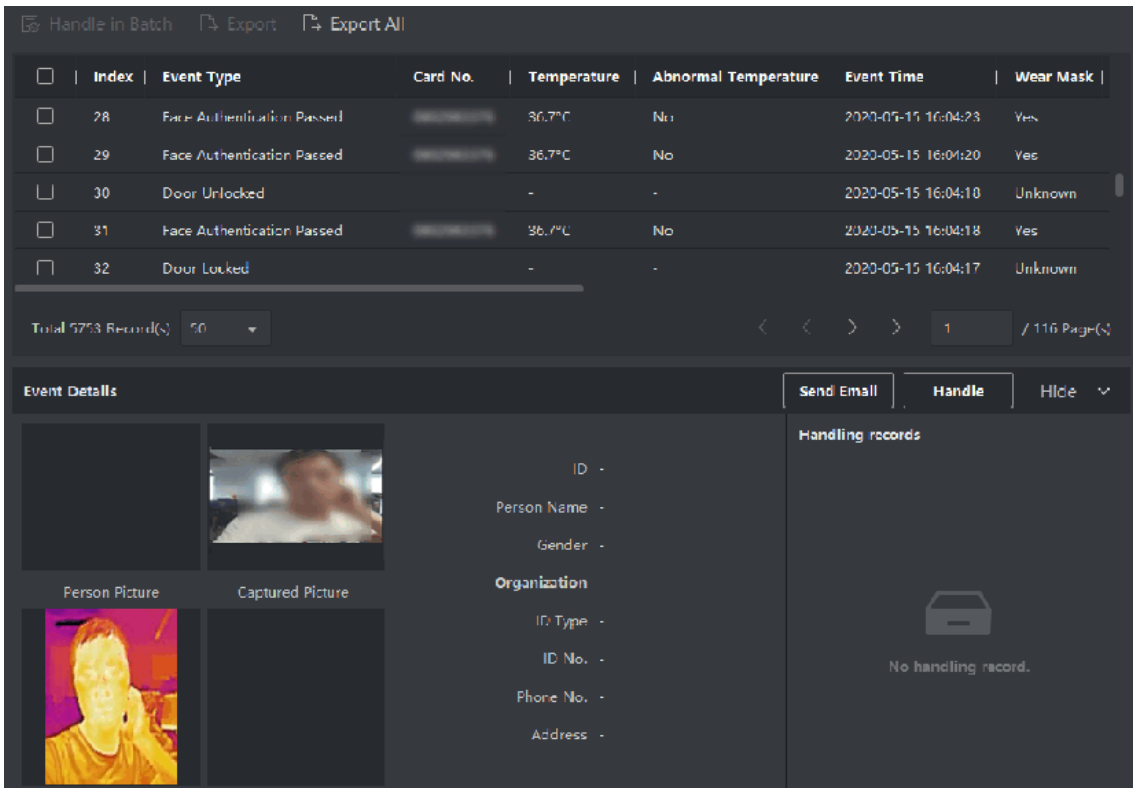 Handle in Batch Export Export All
Index Event Type Card No. Temperature Abnormal Temperature Event Time Wear Mask
28 Face Authentication Passed 36.7°C No 2020-05-15 16:04:23 Yes
29 Face Authentication Passed 36.7°C No 2020-05-15 16:04:20 Yes
30 Door Unlocked - - 2020-05-15 16:04:18 Unknown
31 Face Authentication Passed 36.7°C No 2020-05-15 16:04:18 Yes
32 Door Locked - - 2020-05-15 16:04:17 Unknown
Total 5753 Record(s) 50 1 / 116 Page(s)
Event Details Send Email Handle Hide
Handling records
ID -
Person Name -
Gender -
Organization
Person Picture Captured Picture
ID Type -
ID No. -
Phone No. -
Address -
No handling record.